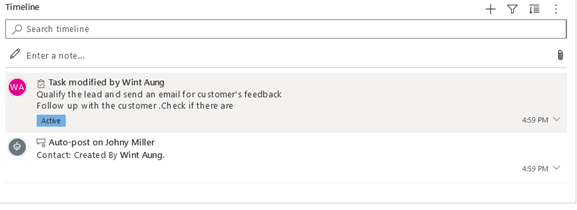 Timeline
Search timeline
Enter a note...
WA
Task modified by Wint Aung
Qualify the lead and send an email for customer's feedback
Follow up with the customer .Check if there are
Active
4:59 PM
Auto-post on Johny Miller
Contact: Created By Wint Aung.
4:59 PM